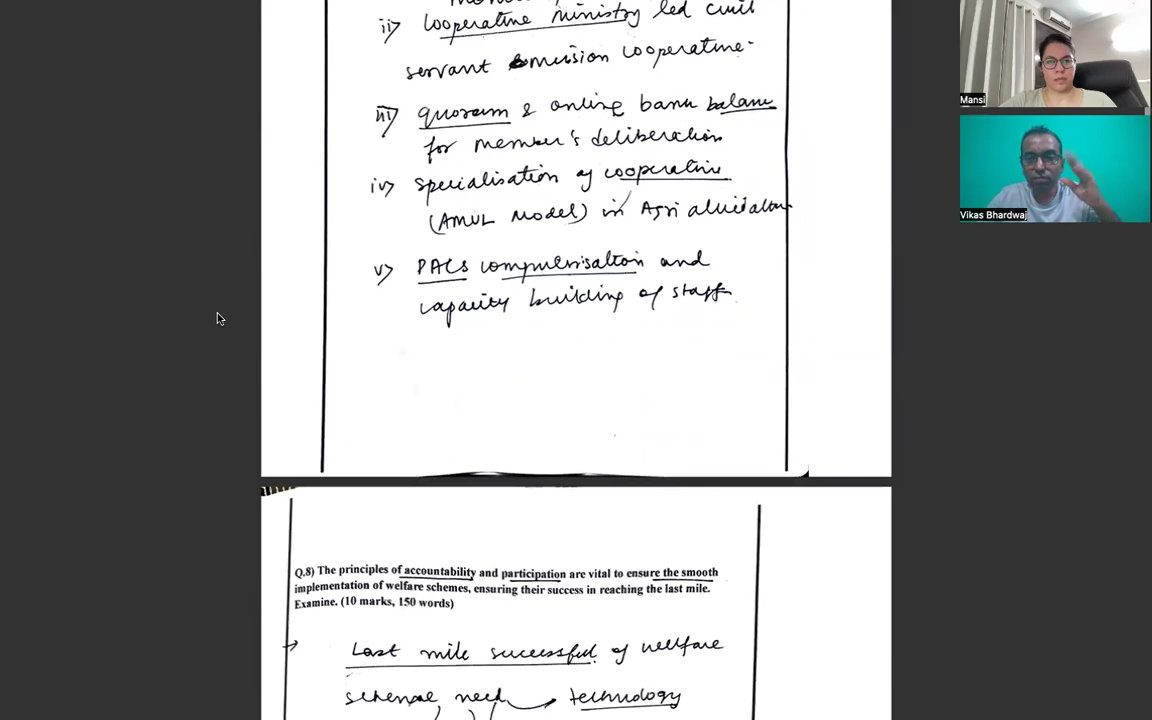 ii) Cooperative ministry led civil
servant cooperative.
iii) quorum & online bank balance
for member's deliberation
iv) specialisation of cooperative
(AMUL Model) in Agri
v) PACs computerisation and
capacity building of staff
Q.8) The principles of accountability and participation are vital to ensure the smooth
implementation of welfare schemes, ensuring their success in reaching the last mile.
Examine. (10 marks, 150 words)
→ Last mile successful of welfare
scheme need → technology
Mansi
Vikas Bhardwaj